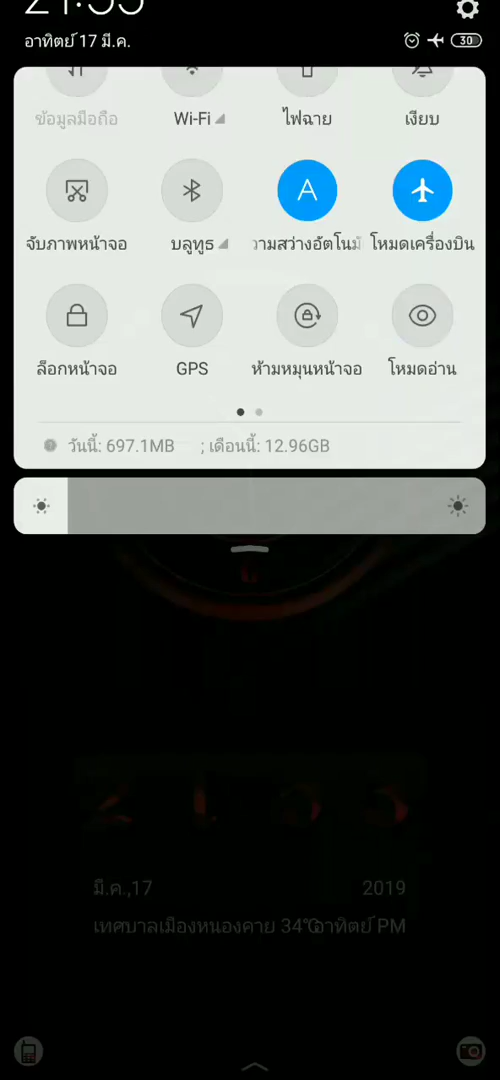 21:55
อาทิตย์ 17 มี.ค.
30
ข้อมูลมือถือ Wi-Fi ไฟฉาย เงียบ
A
จับภาพหน้าจอ บลูทูธ วามสว่างอัตโนมั โหมดเครื่องบิน
ล็อกหน้าจอ GPS ห้ามหมุนหน้าจอ โหมดอ่าน
วันนี้: 697.1MB ; เดือนนี้: 12.96GB
มี.ค.,17 2019
เทศบาลเมืองหนองคาย 34℃ อาทิตย์ PM